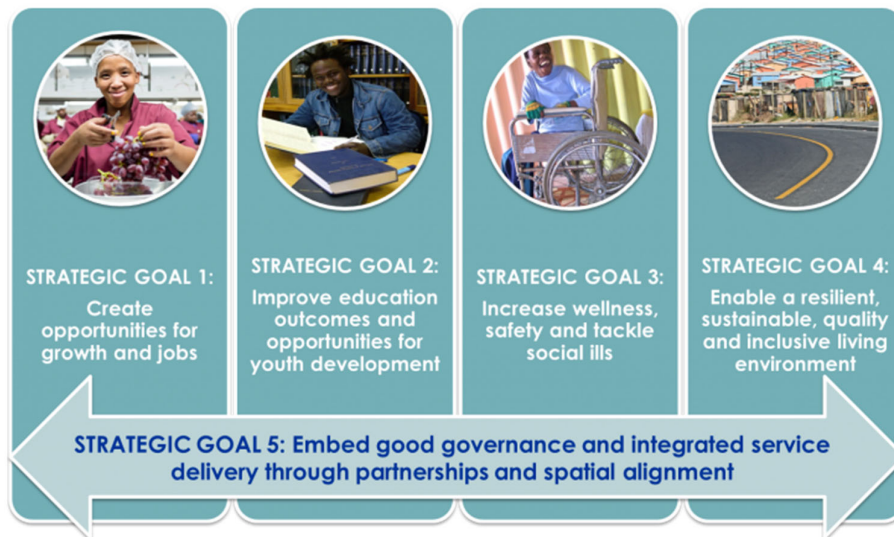 STRATEGIC GOAL 1:
Create
opportunities for
growth and jobs
STRATEGIC GOAL 2:
Improve education
outcomes and
opportunities for
youth development
STRATEGIC GOAL 3:
Increase wellness,
safety and tackle
social ills
STRATEGIC GOAL 4:
Enable a resilient,
sustainable, quality
and inclusive living
environment
STRATEGIC GOAL 5: Embed good governance and integrated service
delivery through partnerships and spatial alignment